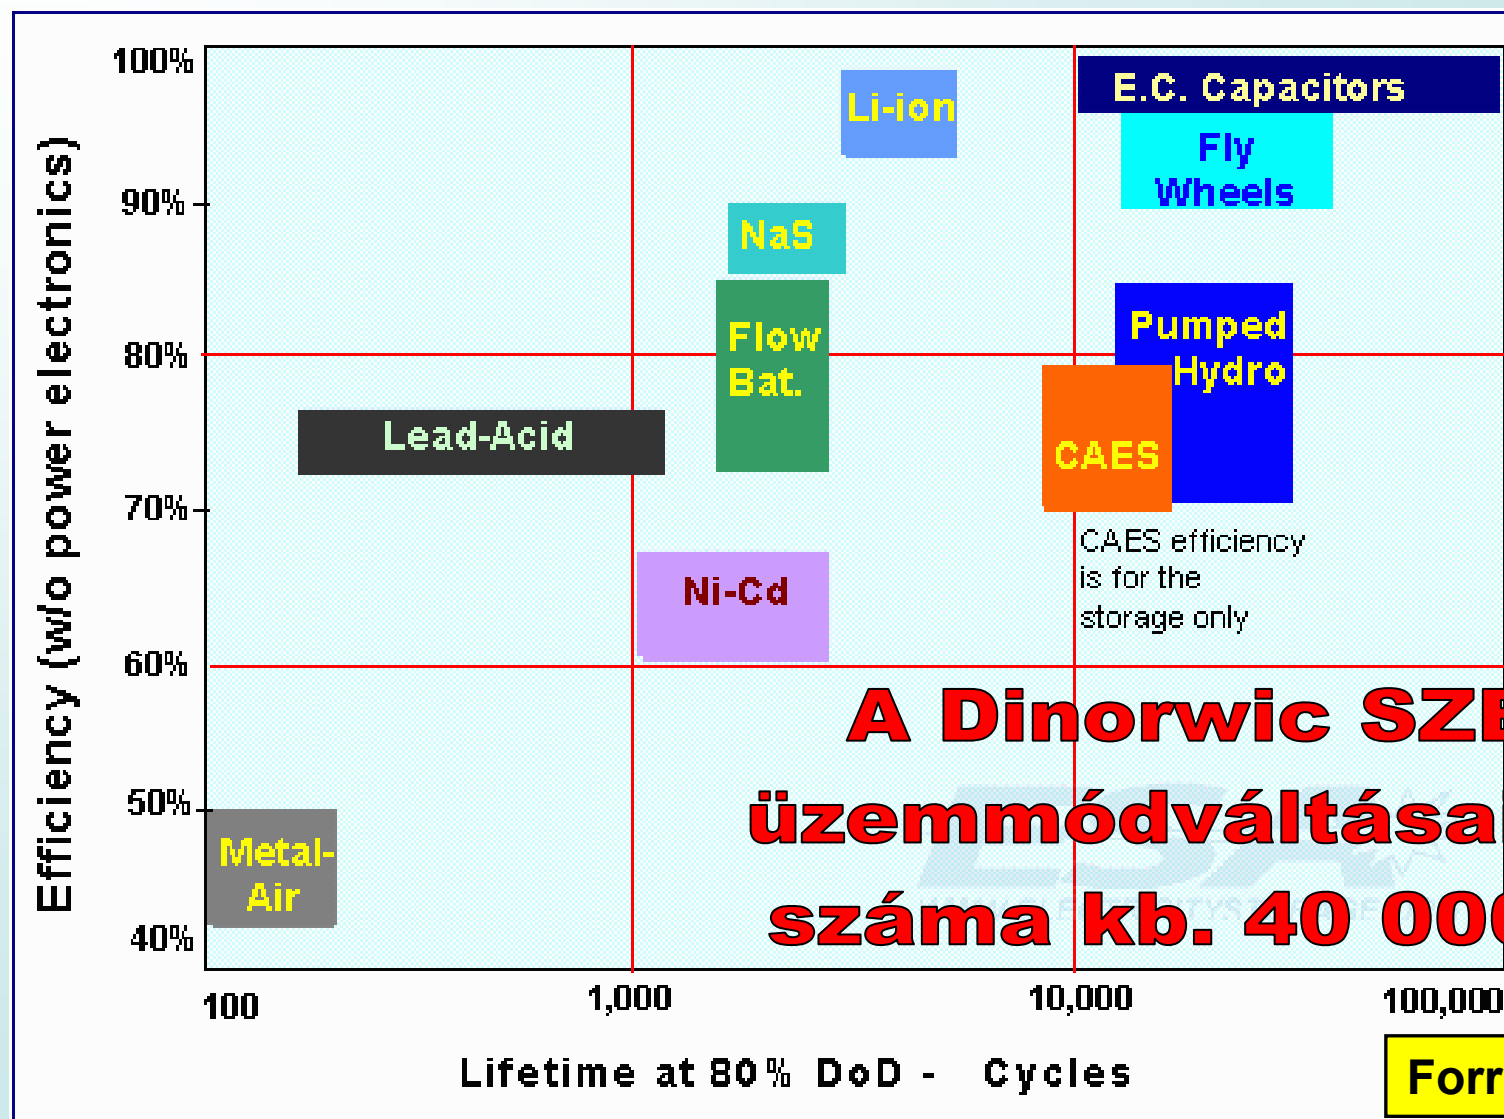 100%
90%
80%
70%
60%
50%
40%
Efficiency (w/o power electronics)
Li-ion
E.C. Capacitors
Fly
Wheels
NaS
Flow
Bat.
Pumped
Hydro
Lead-Acid
CAES
CAES efficiency
is for the
storage only
Ni-Cd
Metal-
Air
A Dinorwic
üzemmódváltásai
száma kb. 40 000
ESA
100
1,000
10,000
100,000
Lifetime at 80% DoD - Cycles